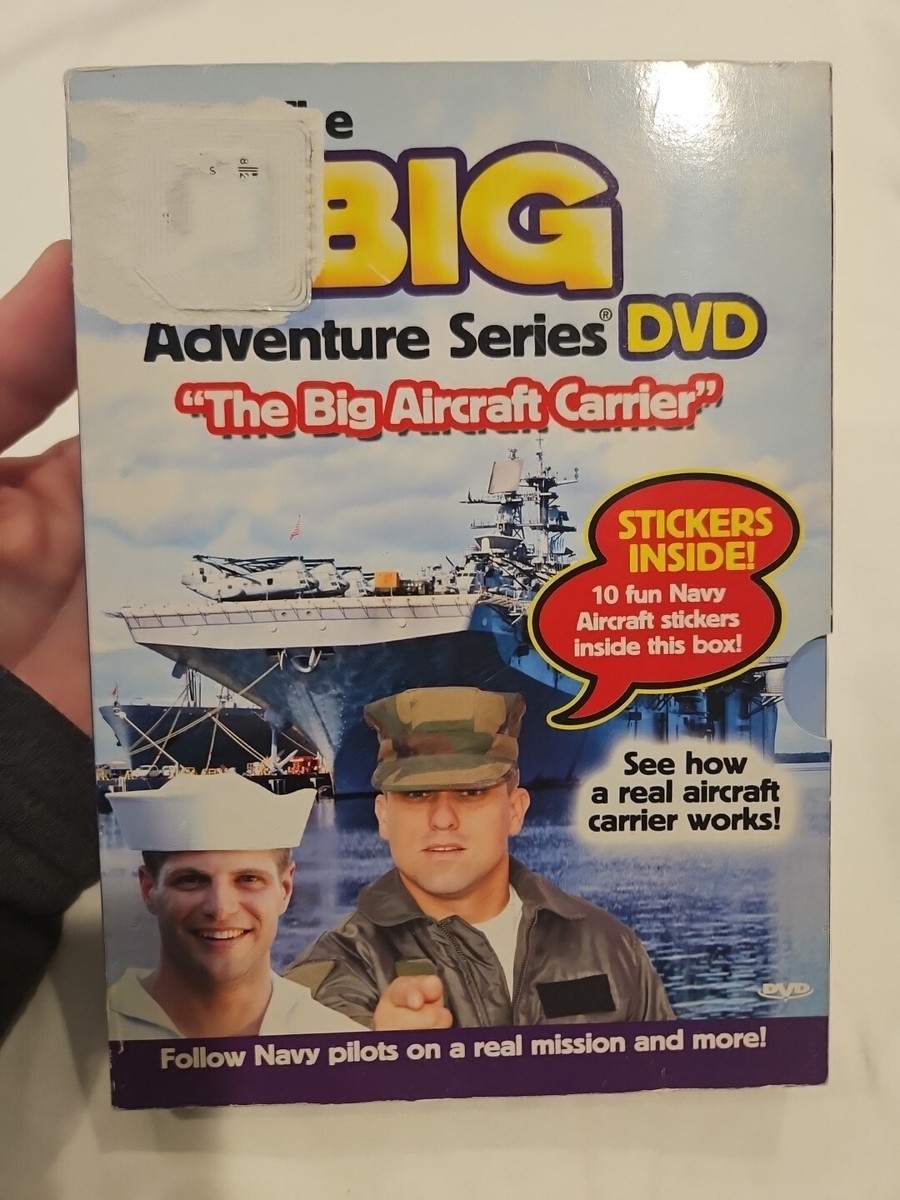 The
BIG
Adventure Series® DVD
"The Big Aircraft Carrier"
STICKERS
INSIDE!
10 fun Navy
Aircraft stickers
inside this box!
See how
a real aircraft
carrier works!
DVD
Follow Navy pilots on a real mission and more!